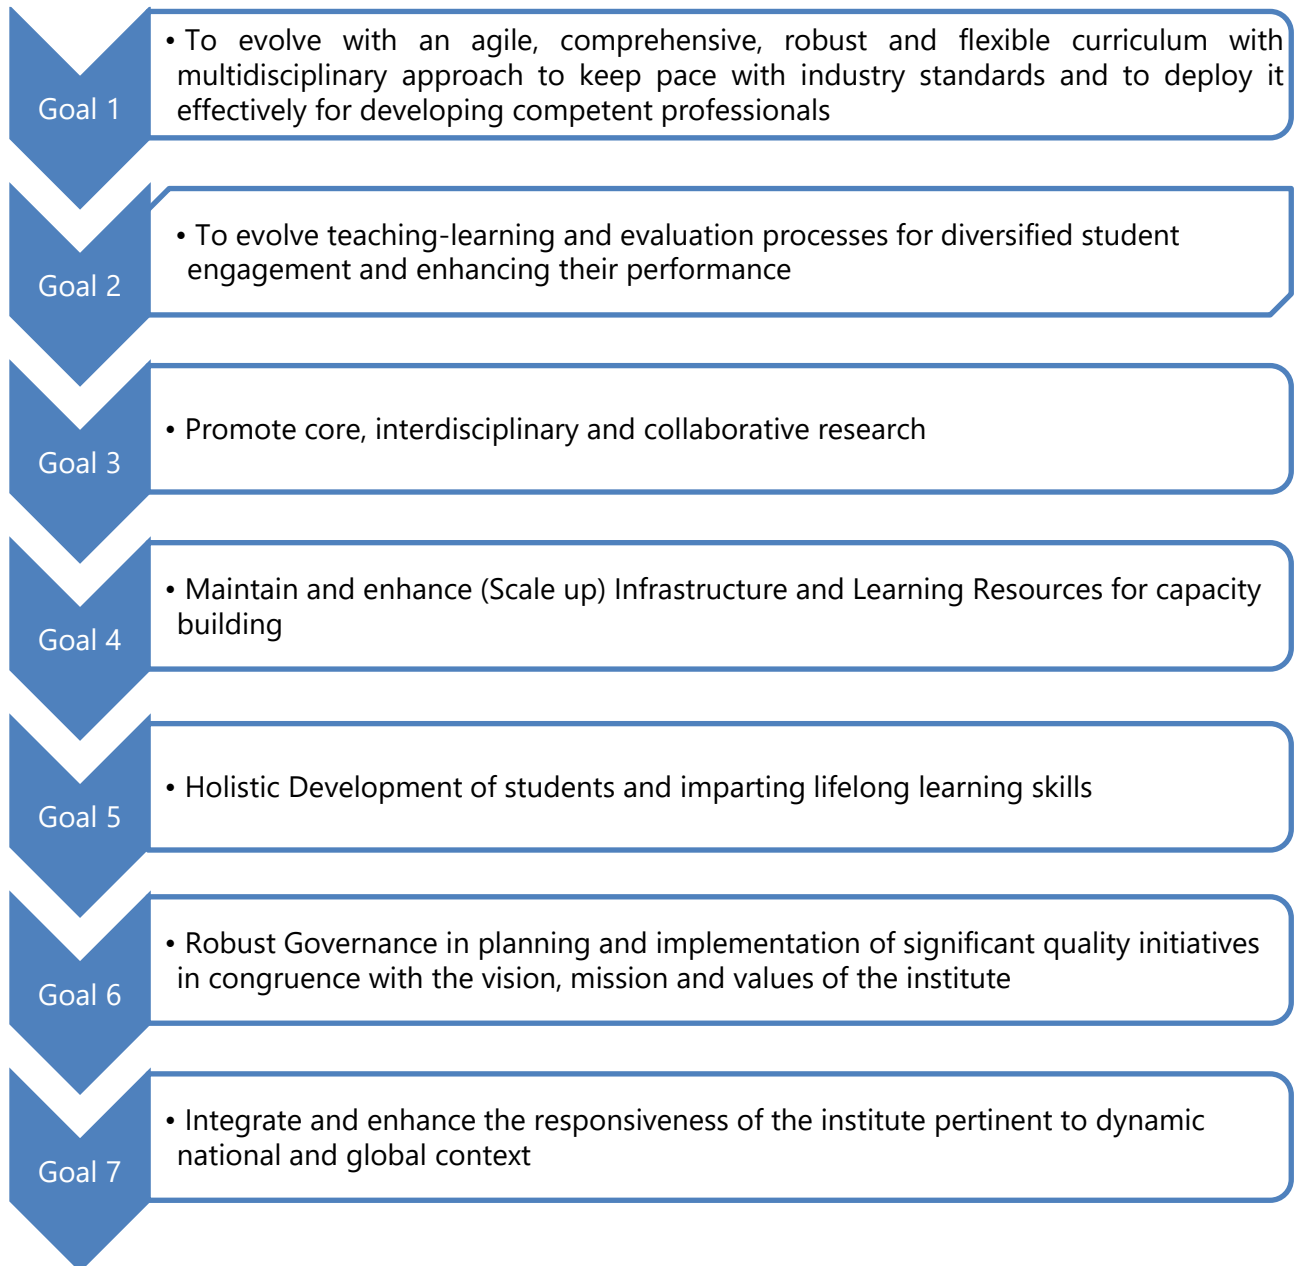 • To evolve with an agile, comprehensive, robust and flexible curriculum with
multidisciplinary approach to keep pace with industry standards and to deploy it
effectively for developing competent professionals
Goal 1
• To evolve teaching-learning and evaluation processes for diversified student
engagement and enhancing their performance
Goal 2
• Promote core, interdisciplinary and collaborative research
Goal 3
• Maintain and enhance (Scale up) Infrastructure and Learning Resources for capacity
building
Goal 4
• Holistic Development of students and imparting lifelong learning skills
Goal 5
• Robust Governance in planning and implementation of significant quality initiatives
in congruence with the vision, mission and values of the institute
Goal 6
• Integrate and enhance the responsiveness of the institute pertinent to dynamic
national and global context
Goal 7